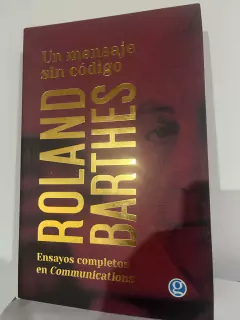 Un mensaje
sin código
ROLAND
BARTHES
Ensayos completos
en Communications